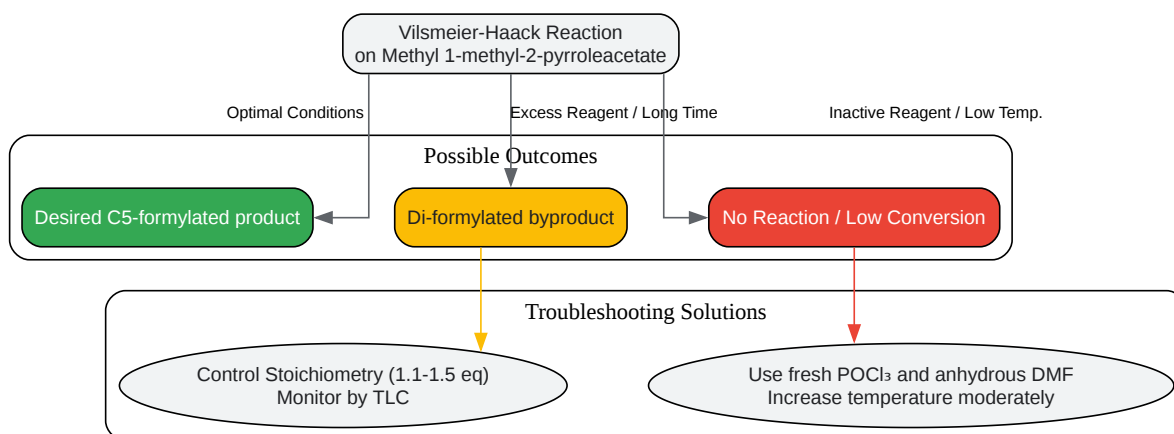 Vilsmeier-Haack Reaction
on Methyl 1-methyl-2-pyrroleacetate
Optimal Conditions
Excess Reagent / Long Time
Inactive Reagent / Low Temp.
Possible Outcomes
Desired C5-formylated product
Di-formylated byproduct
No Reaction / Low Conversion
Troubleshooting Solutions
Control Stoichiometry (1.1-1.5 eq)
Monitor by TLC
Use fresh POCl₃ and anhydrous DMF
Increase temperature moderately